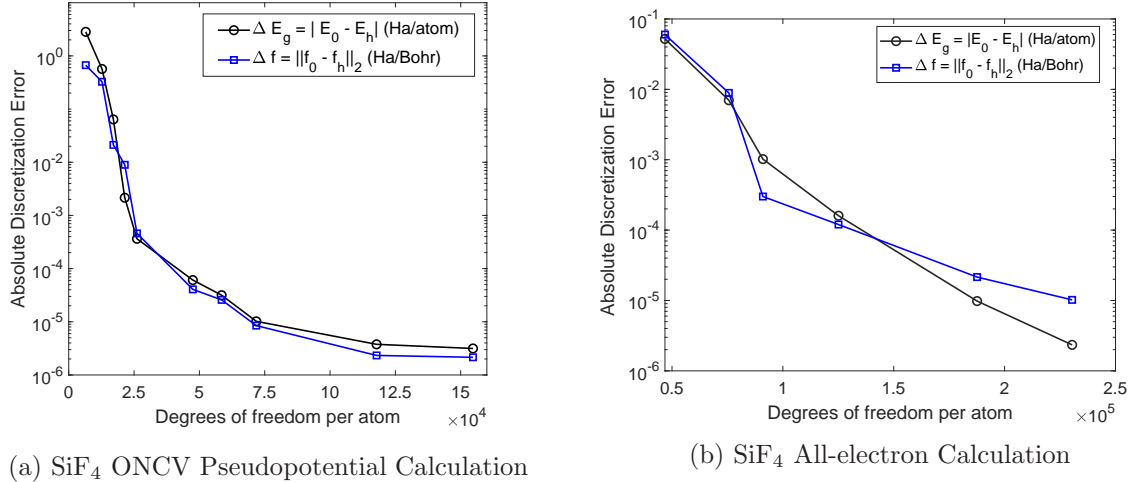 Δ E_g = | E_0 - E_h| (Ha/atom)
Δ f = ||f_0 - f_h||_2 (Ha/Bohr)
Absolute Discretization Error
10^0
10^-2
10^-3
10^-4
10^-5
10^-6
0 2.5 5 7.5 10 12.5 15
Degrees of freedom per atom
×10^4
(a) SiF_4 ONCV Pseudopotential Calculation
Δ E_g = |E_0 - E_h| (Ha/atom)
Δ f = ||f_0 - f_h||_2 (Ha/Bohr)
Absolute Discretization Error
10^-1
10^-2
10^-3
10^-4
10^-5
10^-6
0.5 1 1.5 2 2.5
Degrees of freedom per atom
×10^5
(b) SiF_4 All-electron Calculation